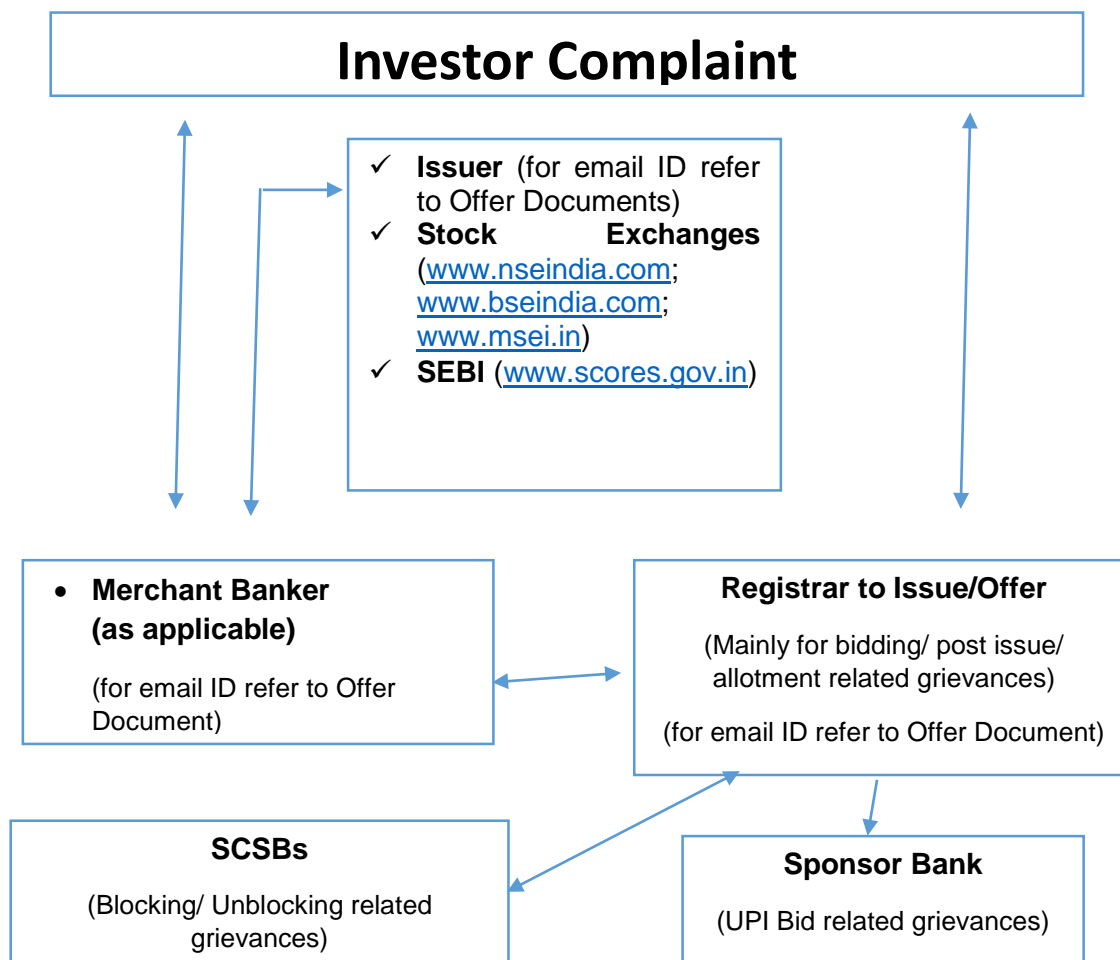 Investor Complaint
✓ Issuer (for email ID refer
to Offer Documents)
✓ Stock Exchanges
(www.nseindia.com;
www.bseindia.com;
www.msei.in)
✓ SEBI (www.scores.gov.in)
• Merchant Banker
(as applicable)
(for email ID refer to Offer
Document)
Registrar to Issue/Offer
(Mainly for bidding/ post issue/
allotment related grievances)
(for email ID refer to Offer Document)
SCSBs
(Blocking/ Unblocking related
grievances)
Sponsor Bank
(UPI Bid related grievances)